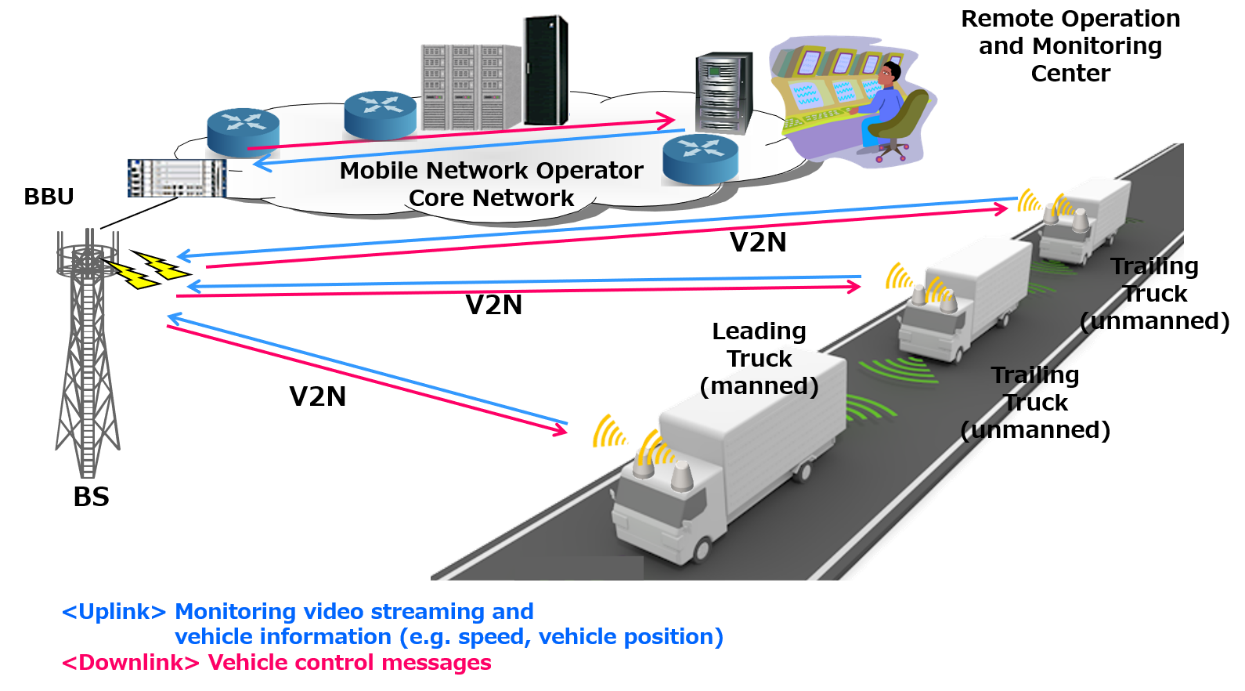 Remote Operation
and Monitoring
Center
Mobile Network Operator
Core Network
BBU
V2N
Trailing
Truck
(unmanned)
V2N
Leading
Truck
(manned)
Trailing
Truck
(unmanned)
V2N
BS
<Uplink> Monitoring video streaming and
vehicle information (e.g. speed, vehicle position)
<Downlink> Vehicle control messages